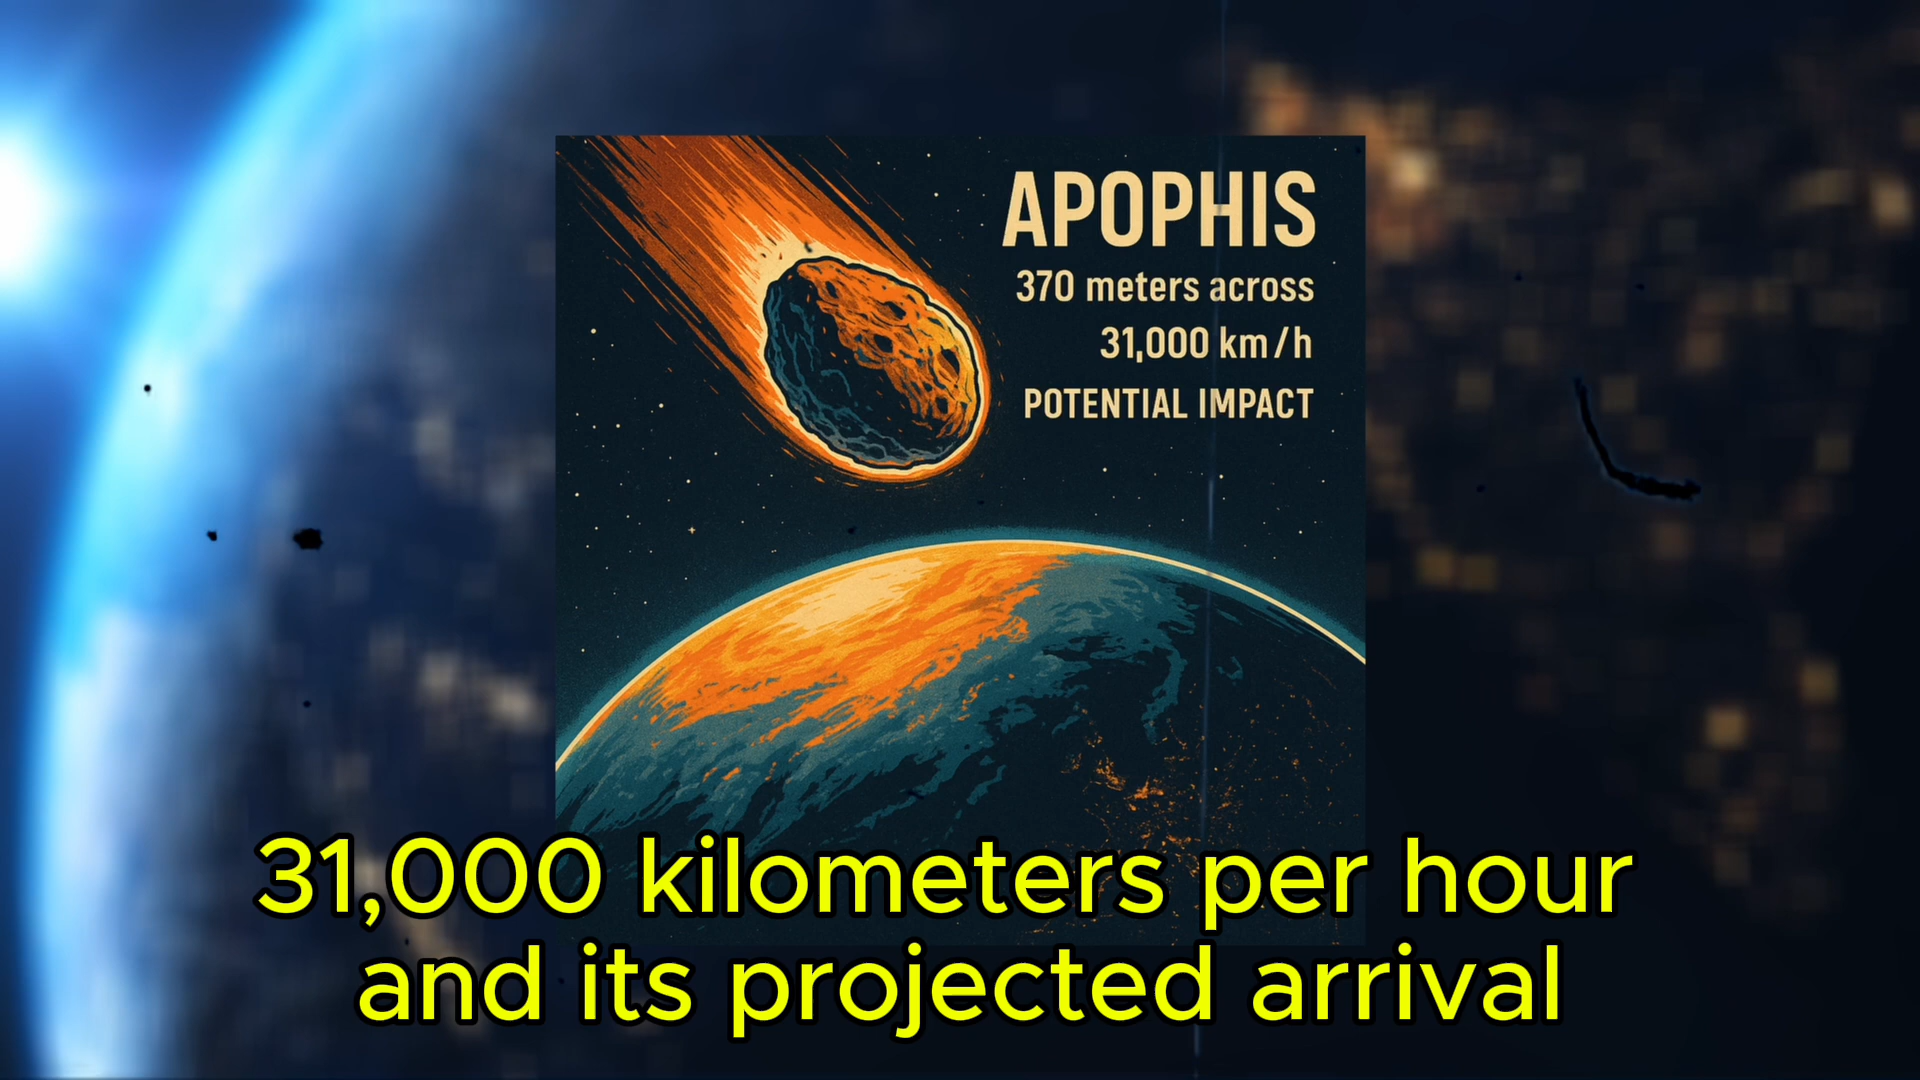 APOPHIS
370 meters across
31,000 km/h
POTENTIAL IMPACT
31,000 kilometers per hour
and its projected arrival